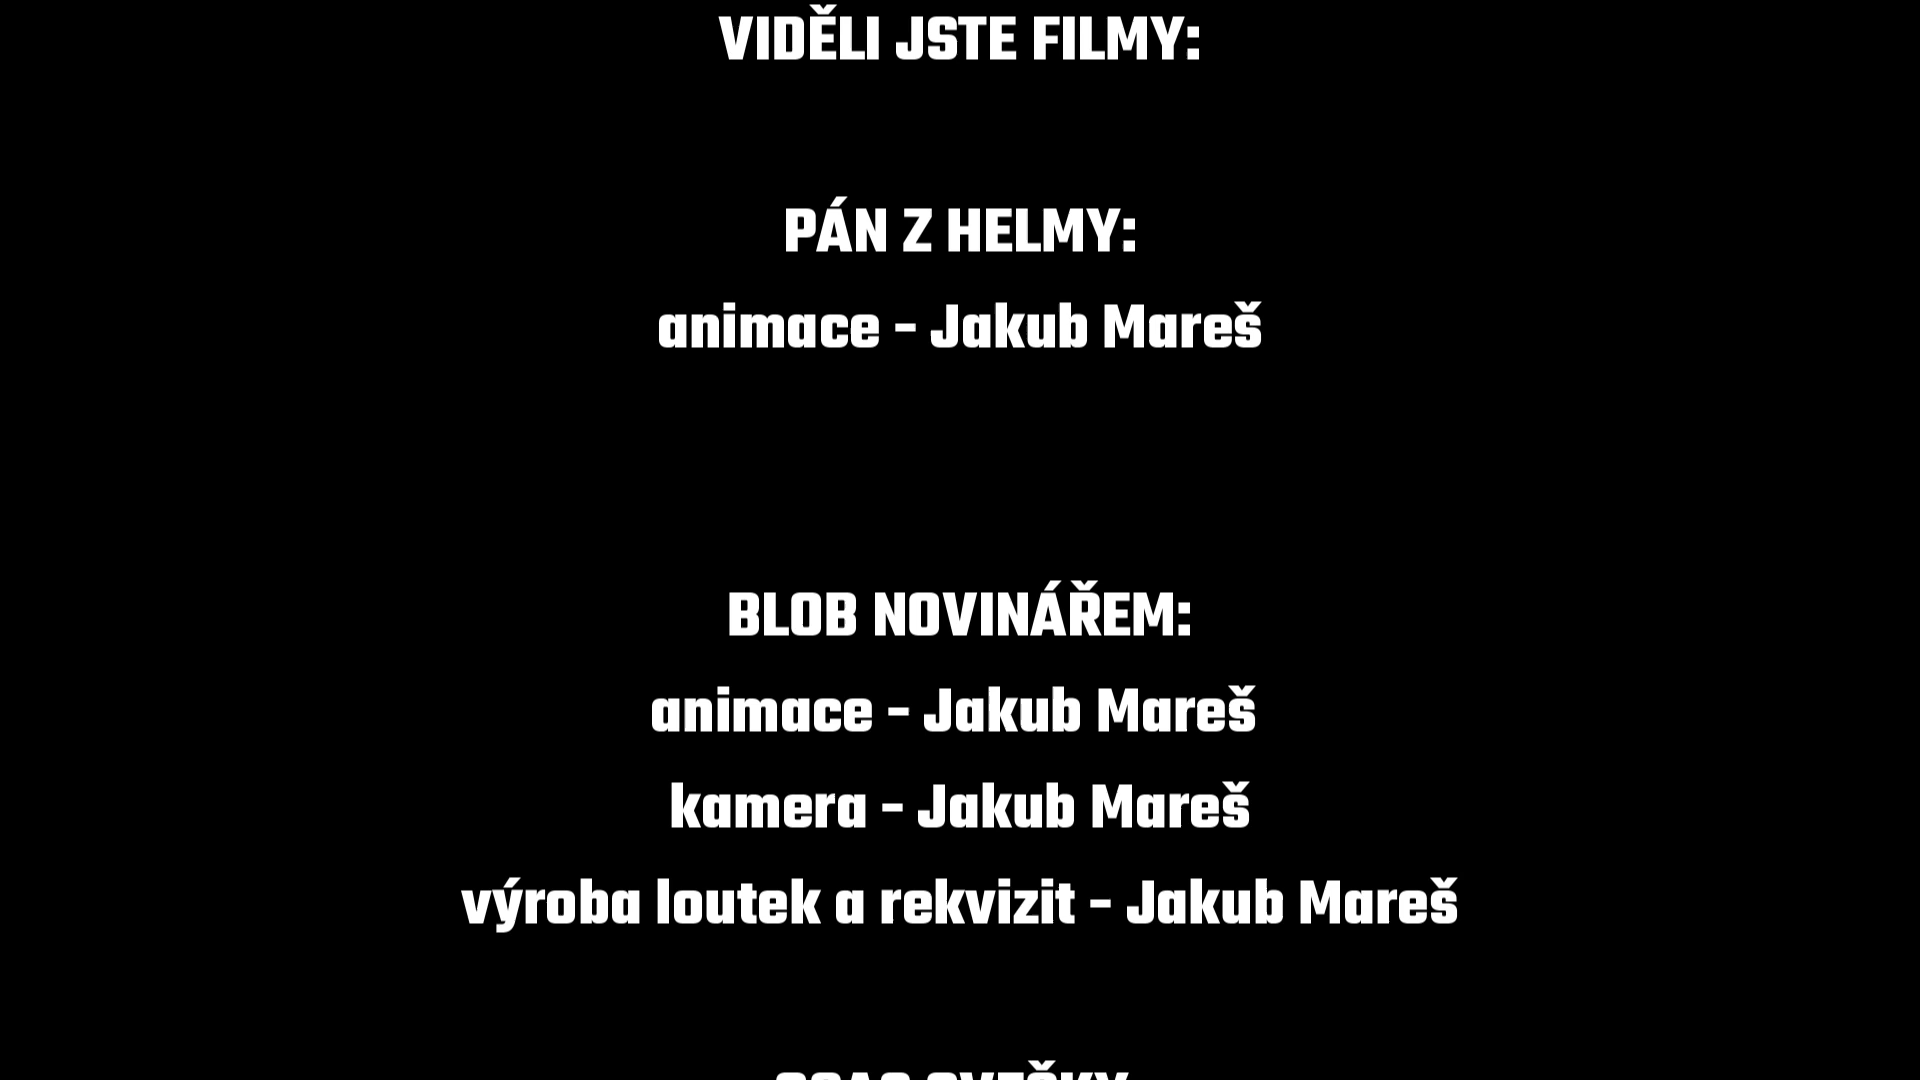 VIDĚLI JSTE FILMY:
PÁN Z HELMY:
animace - Jakub Mareš
BLOB NOVINÁŘEM:
animace - Jakub Mareš
kamera - Jakub Mareš
výroba loutek a rekvizit - Jakub Mareš